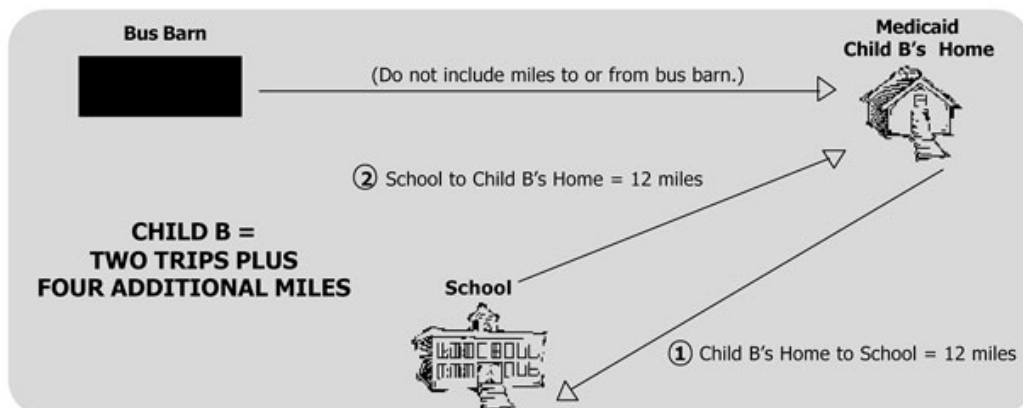 Bus Barn
Medicaid
Child B's Home
(Do not include miles to or from bus barn.)
② School to Child B's Home = 12 miles
CHILD B =
TWO TRIPS PLUS
FOUR ADDITIONAL MILES
School
① Child B's Home to School = 12 miles